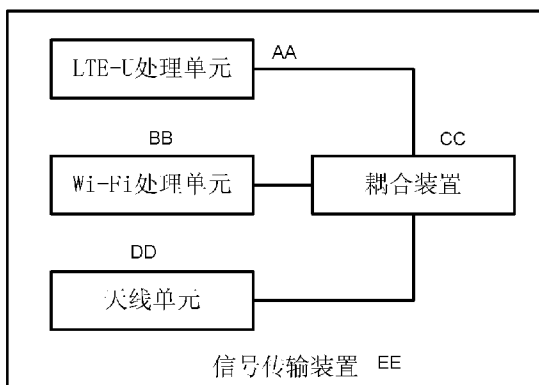 LTE-U处理单元
AA
BB
CC
Wi-Fi处理单元
耦合装置
DD
天线单元
信号传输装置 EE